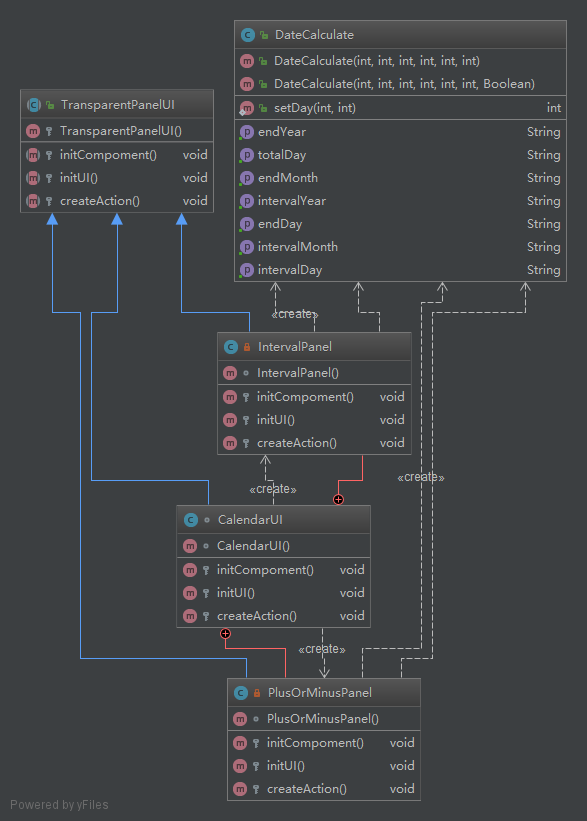 DateCalculate
DateCalculate(int, int, int, int, int, int)
DateCalculate(int, int, int, int, int, int, Boolean)
setDay(int, int) int
endYear String
totalDay String
endMonth String
intervalYear String
endDay String
intervalMonth String
intervalDay String
TransparentPanelUI
TransparentPanelUI()
initCompoment() void
initUI() void
createAction() void
«create»
IntervalPanel
IntervalPanel()
initCompoment() void
initUI() void
createAction() void
«create»
«create»
CalendarUI
CalendarUI()
initCompoment() void
initUI() void
createAction() void
«create»
PlusOrMinusPanel
PlusOrMinusPanel()
initCompoment() void
initUI() void
createAction() void
Powered by yFiles